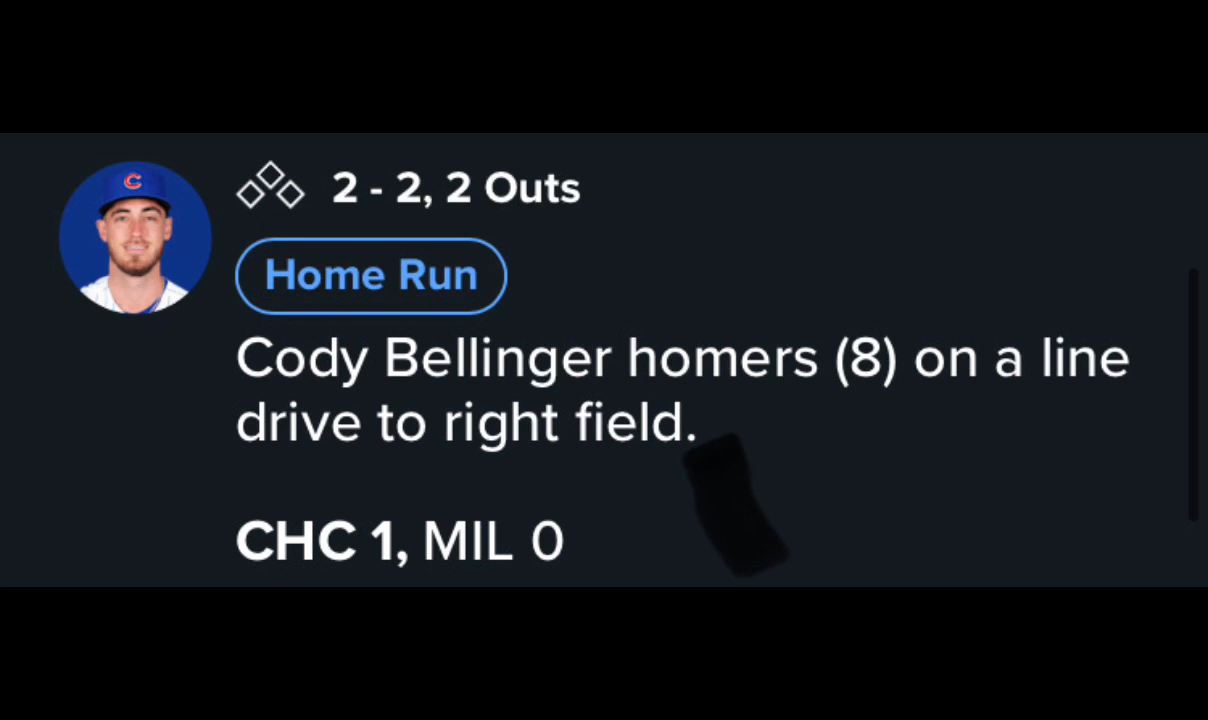 2 - 2, 2 Outs
Home Run
Cody Bellinger homers (8) on a line
drive to right field.
CHC 1, MIL 0